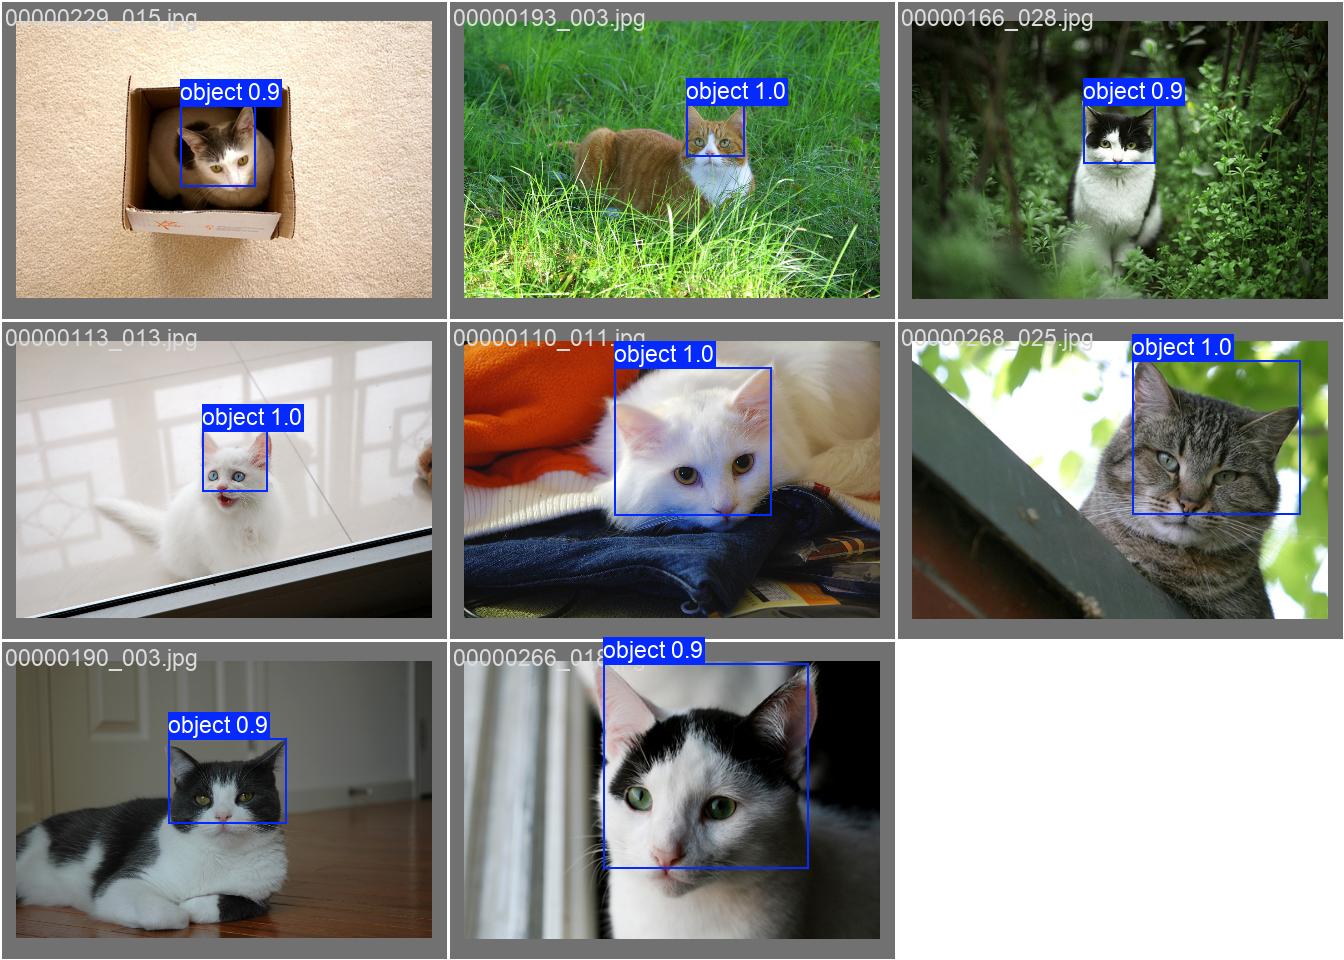 00000229_015.jpg
object 0.9
00000193_003.jpg
object 1.0
00000166_028.jpg
object 0.9
00000113_013.jpg
object 1.0
00000110_011.jpg
object 1.0
00000268_025.jpg
object 1.0
00000190_003.jpg
object 0.9
00000266_018.jpg
object 0.9